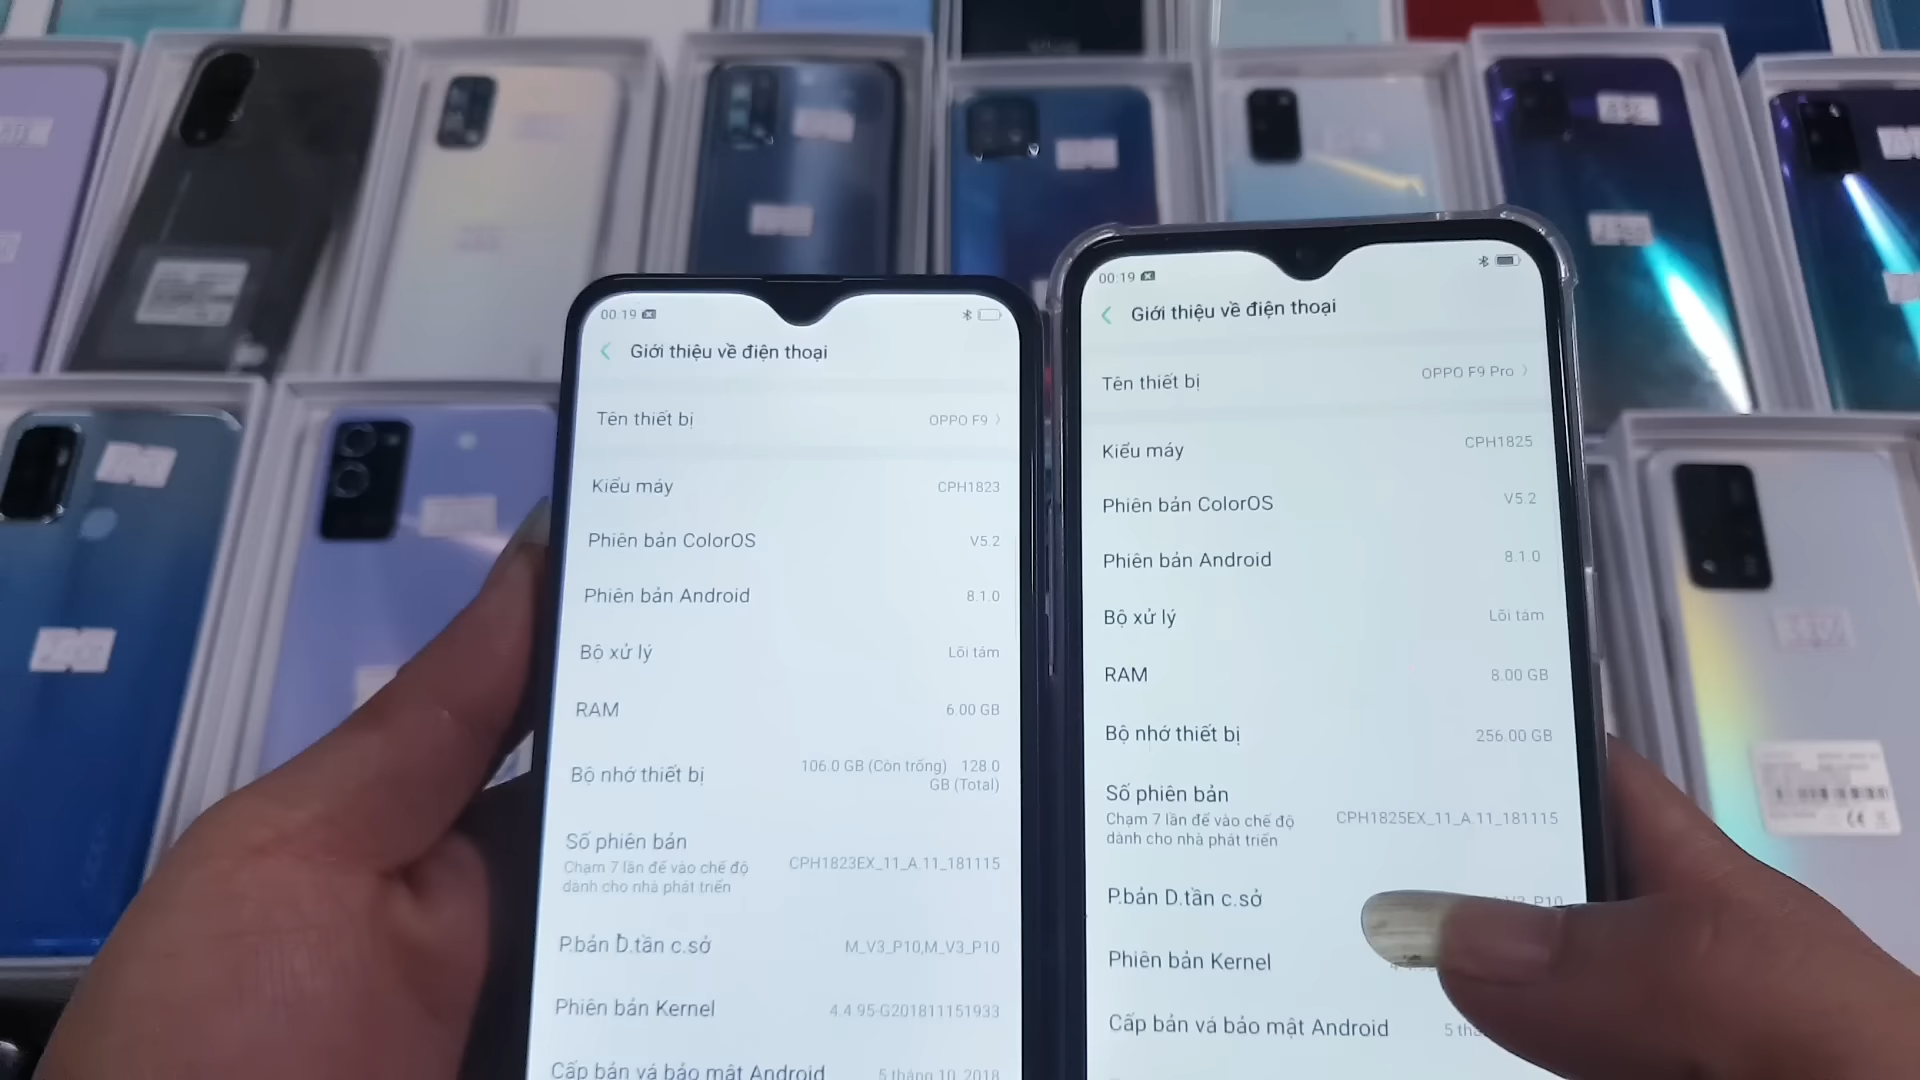 00:19
Giới thiệu về điện thoại
Tên thiết bị OPPO F9
Kiểu máy CPH1823
Phiên bản ColorOS V5.2
Phiên bản Android 8.1.0
Bộ xử lý Lõi tám
RAM 6.00 GB
Bộ nhớ thiết bị 106.0 GB (Còn trống) 128.0
GB (Total)
Số phiên bản
Chạm 7 lần để vào chế độ
dành cho nhà phát triển
CPH1823EX_11_A.11_181115
P.bản D.tần c.sở M_V3_P10,M_V3_P10
Phiên bản Kernel 4.4.95-G201811151933
Cấp bản vá bảo mật Android 5 tháng 10, 2018
00:19
Giới thiệu về điện thoại
Tên thiết bị OPPO F9 Pro
Kiểu máy CPH1825
Phiên bản ColorOS V5.2
Phiên bản Android 8.1.0
Bộ xử lý Lõi tám
RAM 8.00 GB
Bộ nhớ thiết bị 256.00 GB
Số phiên bản
Chạm 7 lần để vào chế độ
dành cho nhà phát triển
CPH1825EX_11_A.11_181115
P.bản D.tần c.sở
Phiên bản Kernel
Cấp bản vá bảo mật Android